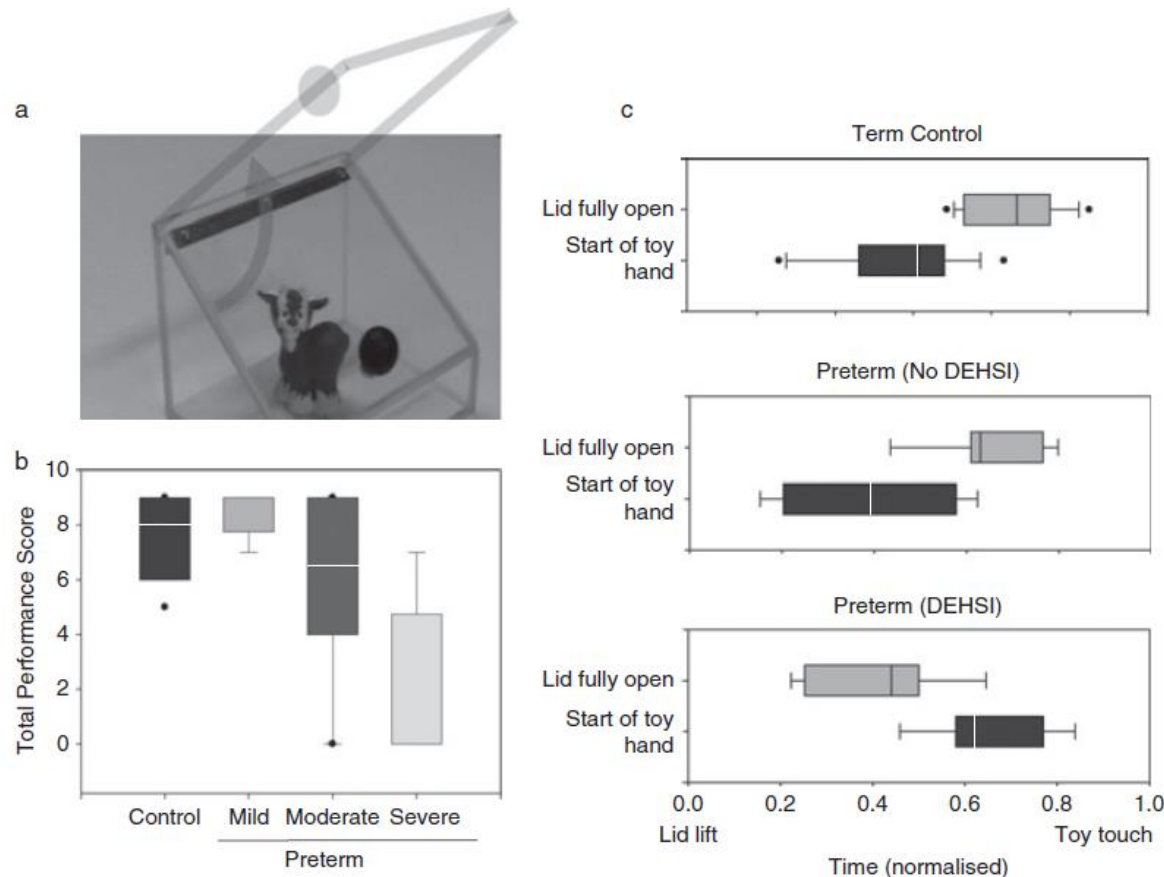 a
b
Total Performance Score
10
8
6
4
2
0
Control
Mild
Moderate
Severe
Preterm
c
Term Control
Lid fully open
Start of toy
hand
Preterm (No DEHSI)
Lid fully open
Start of toy
hand
Preterm (DEHSI)
Lid fully open
Start of toy
hand
0.0
0.2
0.4
0.6
0.8
1.0
Lid lift
Toy touch
Time (normalised)